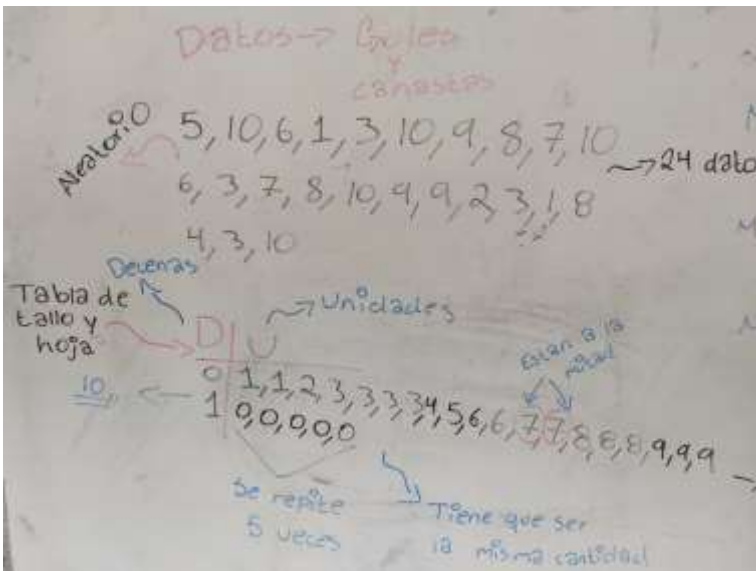 Datos → Goles
y
canastas
Aleatorio
5, 10, 6, 1, 3, 10, 9, 8, 7, 10
6, 3, 7, 8, 10, 9, 9, 2, 3, 1, 8
4, 3, 10
→ 24 dato
Decenas
Tabla de
tallo y
hoja
→ Unidades
D U
Estan a la
mitad
0 1, 1, 2, 3, 3, 3, 3, 4, 5, 6, 6, 7, 7, 8, 8, 8, 9, 9, 9
10 ← 1 0, 0, 0, 0, 0
Se repite
5 veces
Tiene que ser
la misma cantidad